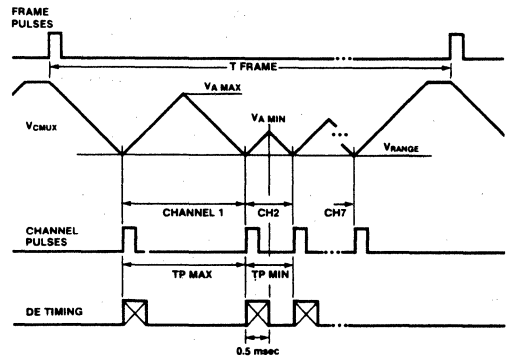 FRAME
PULSES
T FRAME
VA MAX
VCMUX
VA MIN
VRANGE
CHANNEL 1
CH2
CH7
CHANNEL
PULSES
TP MAX
TP MIN
DE TIMING
0.5 msec